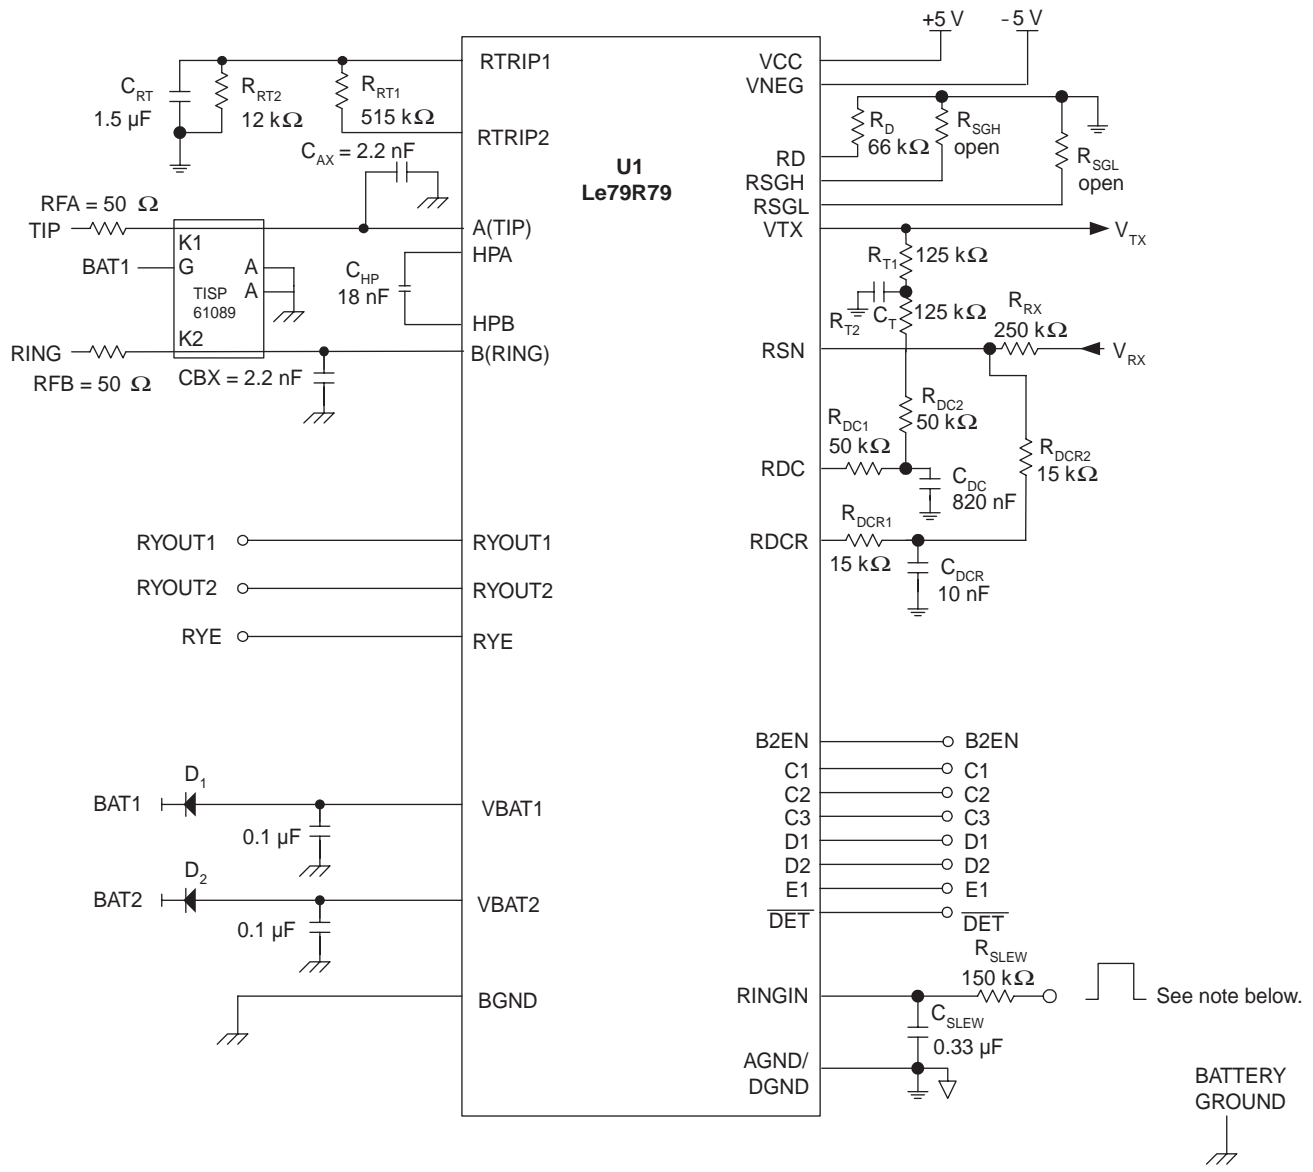 +5 V
-5 V
RTRIP1
VCC
VNEG
C_RT
1.5 µF
R_RT2
12 kΩ
R_RT1
515 kΩ
RTRIP2
C_AX = 2.2 nF
U1
Le79R79
R_D
66 kΩ
R_SGH
open
R_SGL
open
RD
RSGH
RSGL
VTX
V_TX
RFA = 50 Ω
TIP
K1
BAT1
G
A
A
TISP
61089
K2
RING
RFB = 50 Ω
CBX = 2.2 nF
A(TIP)
HPA
C_HP
18 nF
HPB
B(RING)
R_T1
125 kΩ
C_T
R_T2
125 kΩ
R_RX
250 kΩ
RSN
V_RX
R_DC2
50 kΩ
R_DC1
50 kΩ
RDC
C_DC
820 nF
R_DCR2
15 kΩ
R_DCR1
15 kΩ
RDCR
C_DCR
10 nF
RYOUT1
RYOUT1
RYOUT2
RYOUT2
RYE
RYE
B2EN
B2EN
C1
C1
C2
C2
C3
C3
D1
D1
D2
D2
E1
E1
DET
DET
D_1
BAT1
VBAT1
0.1 µF
D_2
BAT2
VBAT2
0.1 µF
BGND
R_SLEW
150 kΩ
RINGIN
See note below.
C_SLEW
0.33 µF
AGND/
DGND
BATTERY
GROUND